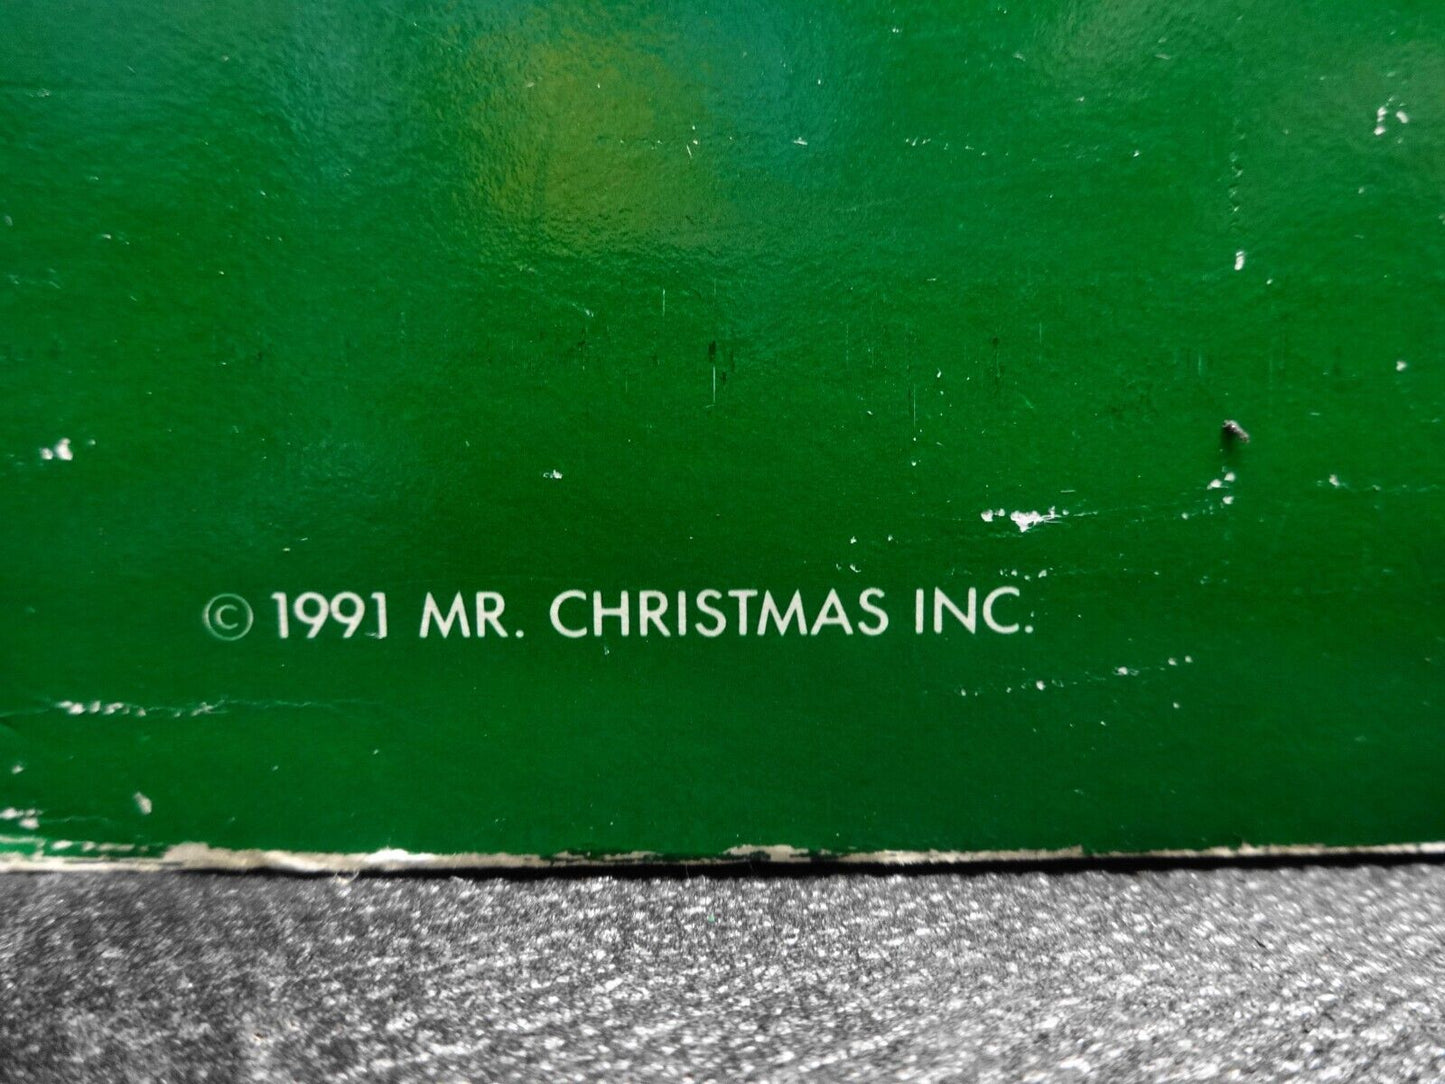 © 1991 MR. CHRISTMAS INC.